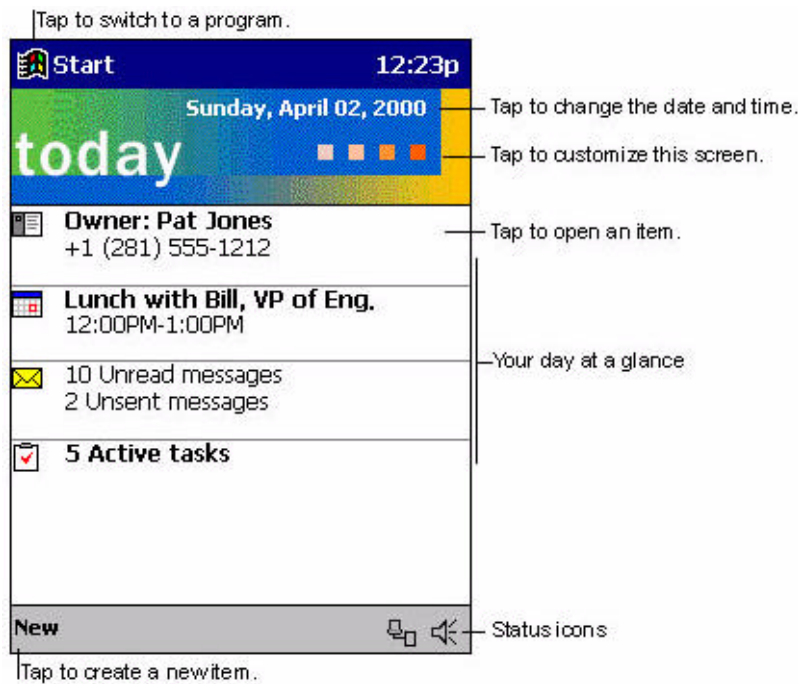 Tap to switch to a program.
Start 12:23p
Sunday, April 02, 2000
Tap to change the date and time.
today
Tap to customize this screen.
Owner: Pat Jones
Tap to open an item.
+1 (281) 555-1212
Lunch with Bill, VP of Eng.
12:00PM-1:00PM
Your day at a glance
10 Unread messages
2 Unsent messages
5 Active tasks
New
Status icons
Tap to create a new item.